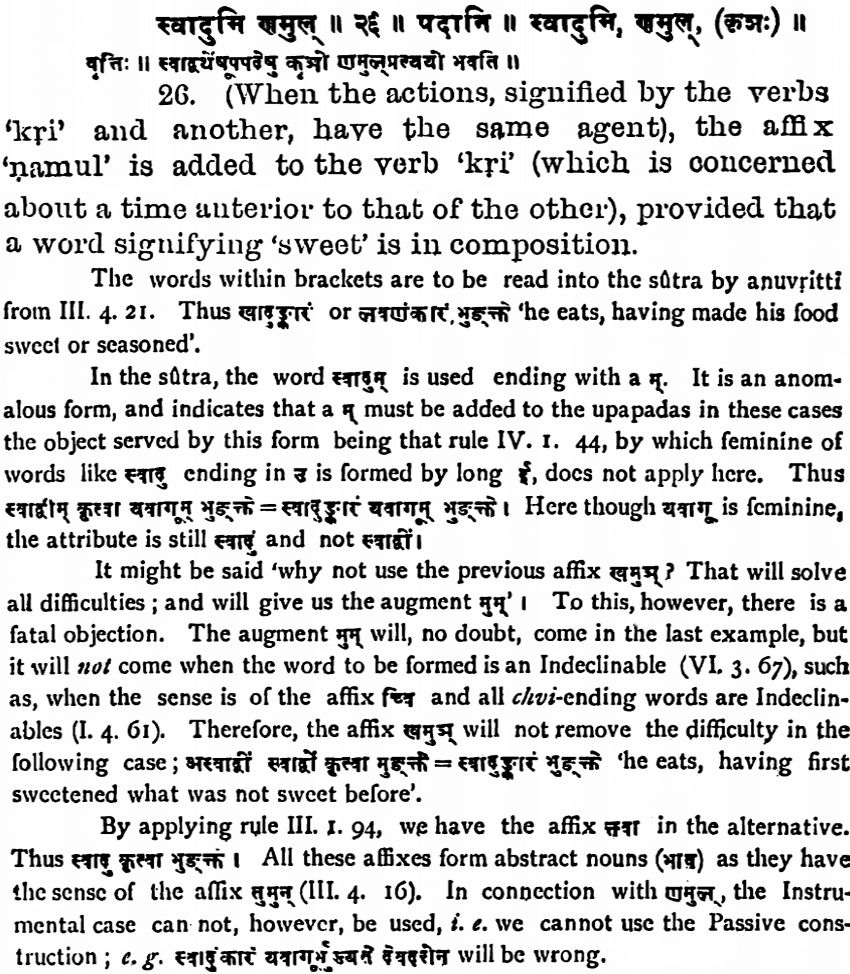 स्वादुमि णमुल् ॥ २६ ॥ पदानि ॥ स्वादुमि, णमुल्, (कृञः) ॥
वृत्तिः ॥ स्वाद्वर्थेषूपपदेषु कृञो णमुल्प्रत्ययो भवति ॥
26. (When the actions, signified by the verbs
‘kṛi’ and another, have the same agent), the affix
‘ṇamul’ is added to the verb ‘kṛi’ (which is concerned
about a time anterior to that of the other), provided that
a word signifying ‘sweet’ is in composition.
The words within brackets are to be read into the sûtra by anuvṛitti
from III. 4. 21. Thus स्वादुङ्कारं or लवणंकारं भुङ्क्ते ‘he eats, having made his food
sweet or seasoned’.
In the sûtra, the word स्वादुम् is used ending with a म्. It is an anom-
alous form, and indicates that a म् must be added to the upapadas in these cases
the object served by this form being that rule IV. 1. 44, by which feminine of
words like स्वादु ending in उ is formed by long ई, does not apply here. Thus
स्वाद्वीम् कृत्वा यवागूम् भुङ्क्ते = स्वादुङ्कारं यवागूम् भुङ्क्ते । Here though यवागू is feminine,
the attribute is still स्वादुं and not स्वाद्वीं ।
It might be said ‘why not use the previous affix खमुञ् ? That will solve
all difficulties ; and will give us the augment मुम्’ । To this, however, there is a
fatal objection. The augment मुम् will, no doubt, come in the last example, but
it will not come when the word to be formed is an Indeclinable (VI. 3. 67), such
as, when the sense is of the affix च्वि and all chvi-ending words are Indeclin-
ables (I. 4. 61). Therefore, the affix खमुञ् will not remove the difficulty in the
following case ; अस्वाद्वीं स्वाद्वीं कृत्वा भुङ्क्ते = स्वादुङ्कारं भुङ्क्ते ‘he eats, having first
sweetened what was not sweet before’.
By applying rule III. 1. 94, we have the affix क्त्वा in the alternative.
Thus स्वादु कृत्वा भुङ्क्ते । All these affixes form abstract nouns (भाव) as they have
the sense of the affix तुमुन् (III. 4. 16). In connection with णमुल्, the Instru-
mental case can not, however, be used, i. e. we cannot use the Passive cons-
truction ; e. g. स्वादुंकारं यवागूर्भुज्यते देवदत्तेन will be wrong.